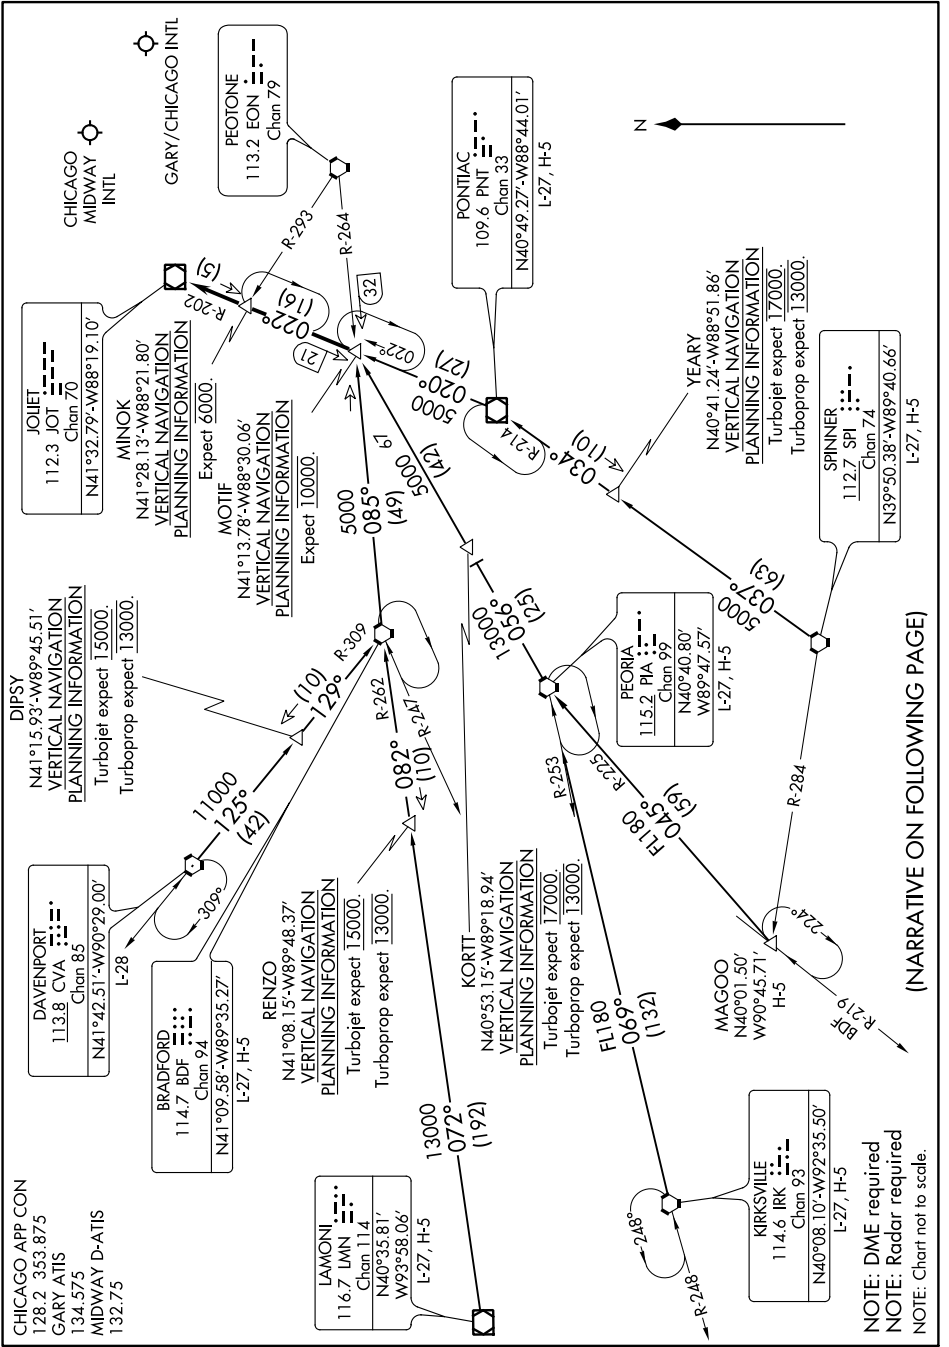 CHICAGO APP CON
128.2 353.875
GARY ATIS
134.575
MIDWAY D-ATIS
132.75
DAVENPORT
113.8 CVA
Chan 85
N41°42.51'-W90°29.00'
L-28
DIPSY
N41°15.93'-W89°45.51'
VERTICAL NAVIGATION
PLANNING INFORMATION
Turbojet expect 15000.
Turboprop expect 13000.
JOLIET
112.3 JOT
Chan 70
N41°32.79'-W88°19.10'
CHICAGO
MIDWAY
INTL
GARY/CHICAGO INTL
MINOK
N41°28.13'-W88°21.80'
VERTICAL NAVIGATION
PLANNING INFORMATION
Expect 6000.
MOTIF
N41°13.78'-W88°30.06'
VERTICAL NAVIGATION
PLANNING INFORMATION
Expect 10000.
PEOTONE
113.2 EON
Chan 79
R-202
(5)
R-293
R-264
022°
(16)
21
32
022°
BRADFORD
114.7 BDF
Chan 94
N41°09.58'-W89°35.27'
L-27, H-5
309°
11000
125°
(42)
(10)
129°
R-309
5000
085°
(49)
RENZO
N41°08.15'-W89°48.37'
VERTICAL NAVIGATION
PLANNING INFORMATION
Turbojet expect 15000.
Turboprop expect 13000.
R-262
082°
(10)
R-247
5000
67
(42)
5000
020°
(27)
PONTIAC
109.6 PNT
Chan 33
N40°49.27'-W88°44.01'
L-27, H-5
N
LAMONI
116.7 LMN
Chan 114
N40°35.81'
W93°58.06'
L-27, H-5
13000
072°
(192)
KORTT
N40°53.15'-W89°18.94'
VERTICAL NAVIGATION
PLANNING INFORMATION
Turbojet expect 17000.
Turboprop expect 13000.
13000
056°
(25)
R-214
034°
(10)
YEARY
N40°41.24'-W88°51.86'
VERTICAL NAVIGATION
PLANNING INFORMATION
Turbojet expect 17000.
Turboprop expect 13000.
PEORIA
115.2 PIA
Chan 99
N40°40.80'
W89°47.57'
L-27, H-5
R-253
R-225
FL180
069°
(132)
FL180
045°
(59)
5000
037°
(63)
SPINNER
112.7 SPI
Chan 74
N39°50.38'-W89°40.66'
L-27, H-5
R-284
MAGOO
N40°01.50'
W90°45.71'
H-5
224°
R-219
BDF
248°
R-248
KIRKSVILLE
114.6 IRK
Chan 93
N40°08.10'-W92°35.50'
L-27, H-5
NOTE: DME required
NOTE: Radar required
NOTE: Chart not to scale.
(NARRATIVE ON FOLLOWING PAGE)